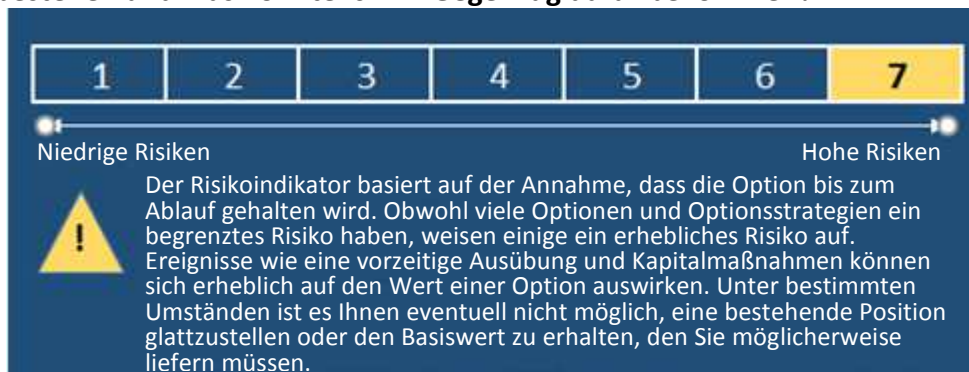 1 2 3 4 5 6 7
Niedrige Risiken Hohe Risiken
!
Der Risikoindikator basiert auf der Annahme, dass die Option bis zum
Ablauf gehalten wird. Obwohl viele Optionen und Optionsstrategien ein
begrenztes Risiko haben, weisen einige ein erhebliches Risiko auf.
Ereignisse wie eine vorzeitige Ausübung und Kapitalmaßnahmen können
sich erheblich auf den Wert einer Option auswirken. Unter bestimmten
Umständen ist es Ihnen eventuell nicht möglich, eine bestehende Position
glattzustellen oder den Basiswert zu erhalten, den Sie möglicherweise
liefern müssen.